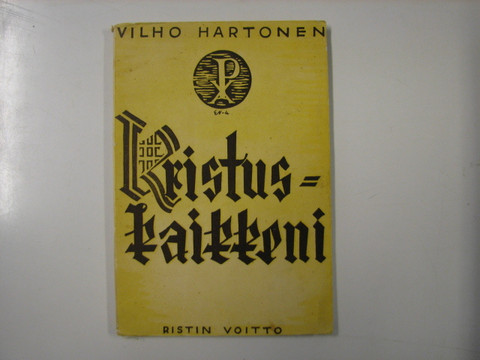 VILHO HARTONEN
Kristus=
kaikkeni
RISTIN VOITTO